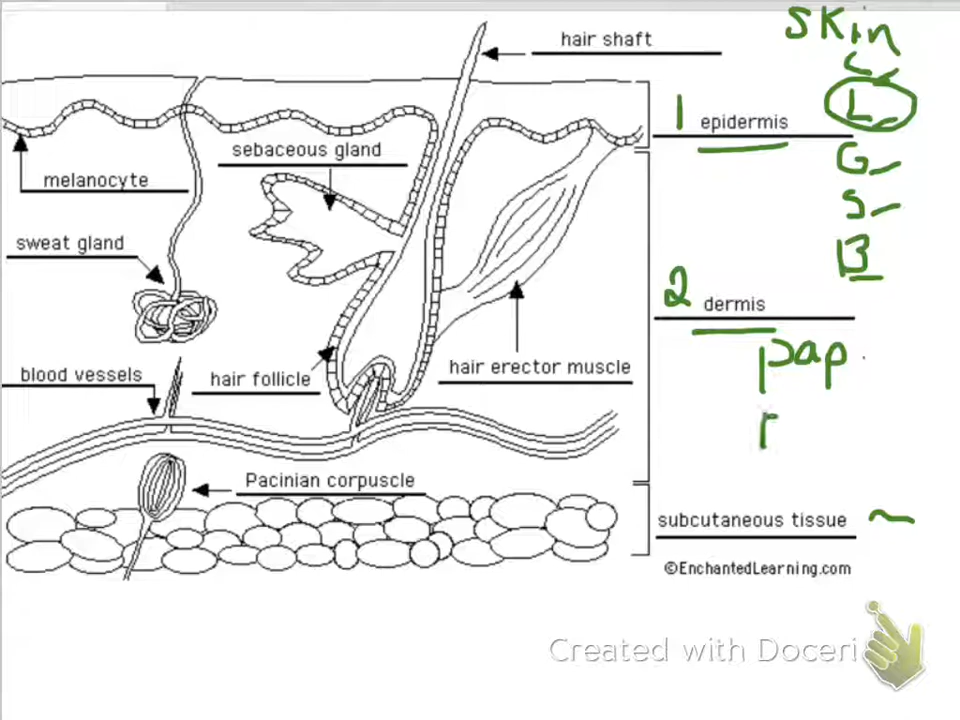 skin
hair shaft
C
L
1
epidermis
sebaceous gland
G
melanocyte
S
sweat gland
B
2
dermis
pap
blood vessels
hair follicle
hair erector muscle
r
Pacinian corpuscle
subcutaneous tissue
©EnchantedLearning.com
Created with Doceri